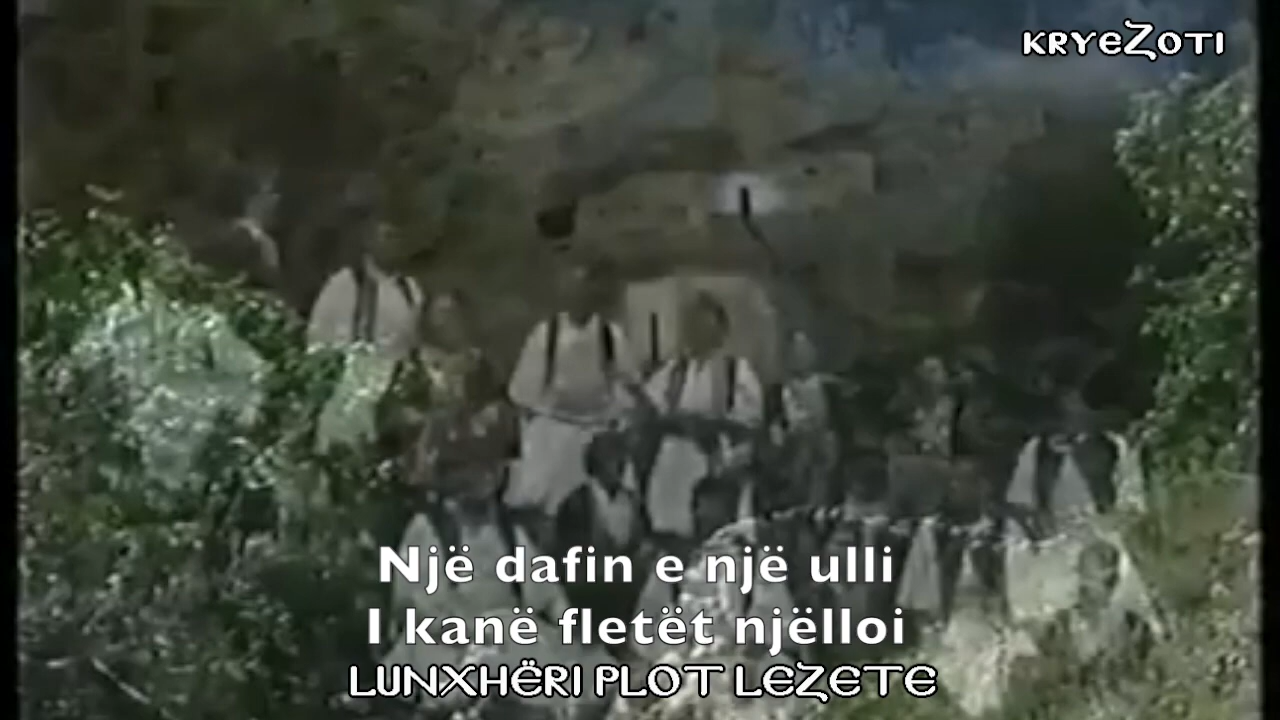 KRYEZOTI
Një dafin e një ulli
I kanë fletët njëlloi
LUNXHËRI PLOT LEZETE